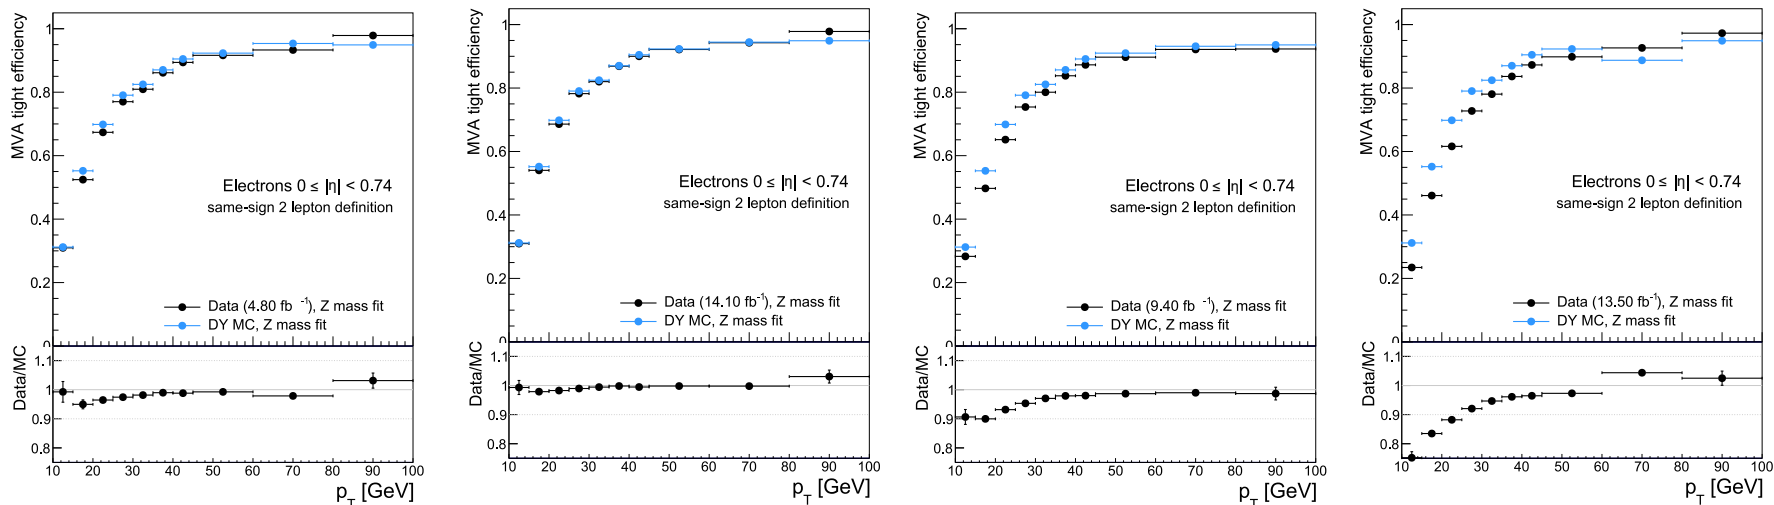 MVA tight efficiency
1
0.8
0.6
0.4
0.2
0
Electrons 0 ≤ |η| < 0.74
same-sign 2 lepton definition
Data (4.80 fb⁻¹), Z mass fit
DY MC, Z mass fit
Data/MC
1.1
1
0.9
0.8
10 20 30 40 50 60 70 80 90 100
p_T [GeV]
MVA tight efficiency
1
0.8
0.6
0.4
0.2
0
Electrons 0 ≤ |η| < 0.74
same-sign 2 lepton definition
Data (14.10 fb⁻¹), Z mass fit
DY MC, Z mass fit
Data/MC
1.1
1
0.9
0.8
10 20 30 40 50 60 70 80 90 100
p_T [GeV]
MVA tight efficiency
1
0.8
0.6
0.4
0.2
0
Electrons 0 ≤ |η| < 0.74
same-sign 2 lepton definition
Data (9.40 fb⁻¹), Z mass fit
DY MC, Z mass fit
Data/MC
1.1
1
0.9
0.8
10 20 30 40 50 60 70 80 90 100
p_T [GeV]
MVA tight efficiency
1
0.8
0.6
0.4
0.2
0
Electrons 0 ≤ |η| < 0.74
same-sign 2 lepton definition
Data (13.50 fb⁻¹), Z mass fit
DY MC, Z mass fit
Data/MC
1.1
1
0.9
0.8
10 20 30 40 50 60 70 80 90 100
p_T [GeV]